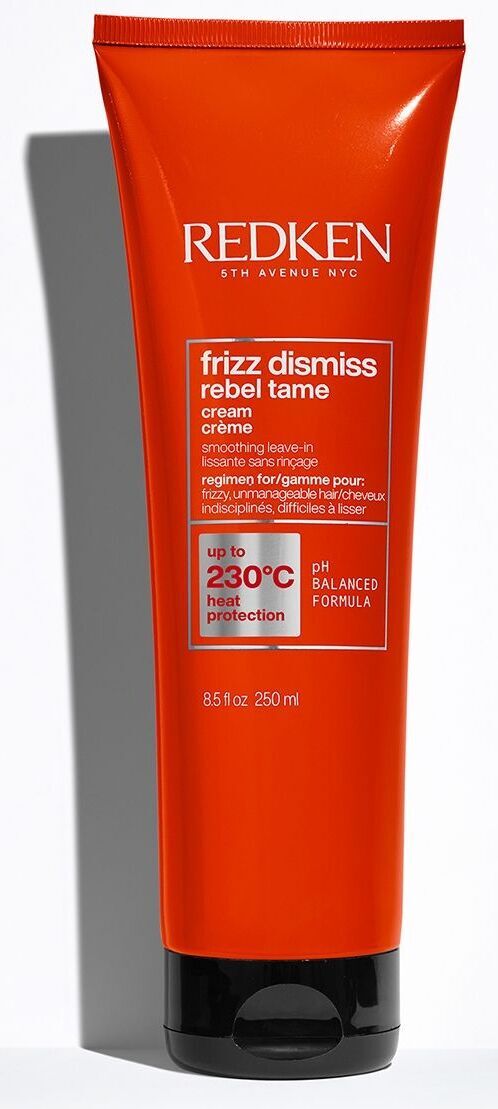 REDKEN
5TH AVENUE NYC
frizz dismiss
rebel tame
cream
crème
smoothing leave-in
lissante sans rinçage
regimen for/gamme pour:
frizzy, unmanageable hair/cheveux
indisciplinés, difficiles à lisser
up to
230°C
heat
protection
pH
BALANCED
FORMULA
8.5 fl oz 250 ml